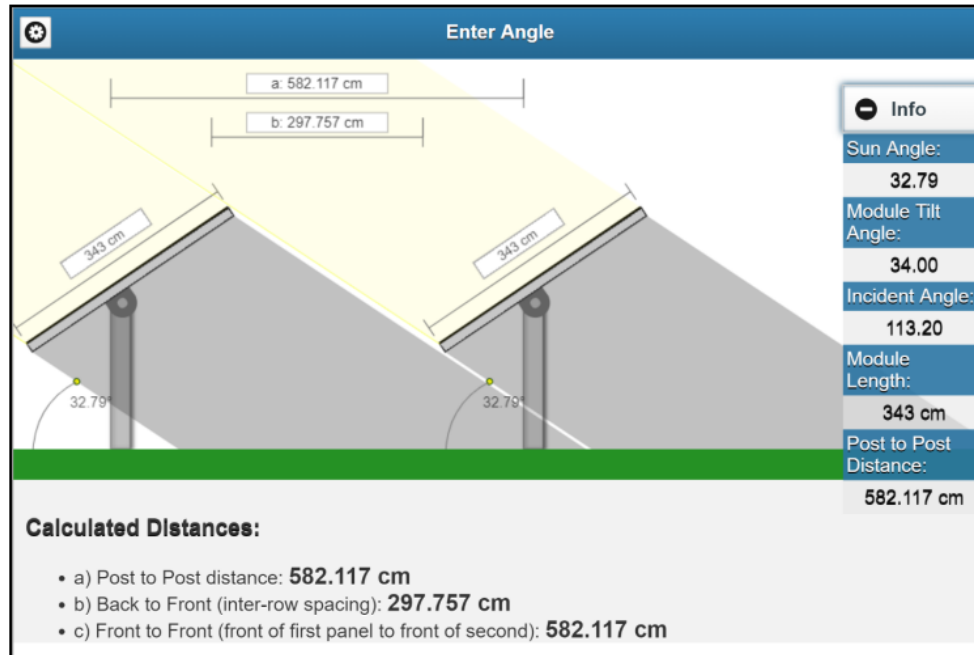 Enter Angle
a: 582.117 cm
b: 297.757 cm
343 cm
343 cm
32.79°
32.79°
Info
Sun Angle:
32.79
Module Tilt
Angle:
34.00
Incident Angle:
113.20
Module
Length:
343 cm
Post to Post
Distance:
582.117 cm
Calculated Distances:
• a) Post to Post distance: 582.117 cm
• b) Back to Front (inter-row spacing): 297.757 cm
• c) Front to Front (front of first panel to front of second): 582.117 cm